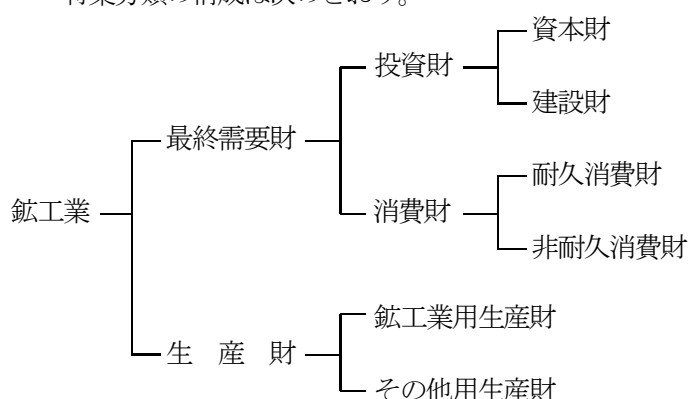 特殊分類の構成は次のとおり。
資本財
投資財
建設財
最終需要財
耐久消費財
鉱工業
消費財
非耐久消費財
鉱工業用生産財
生　産　財
その他用生産財